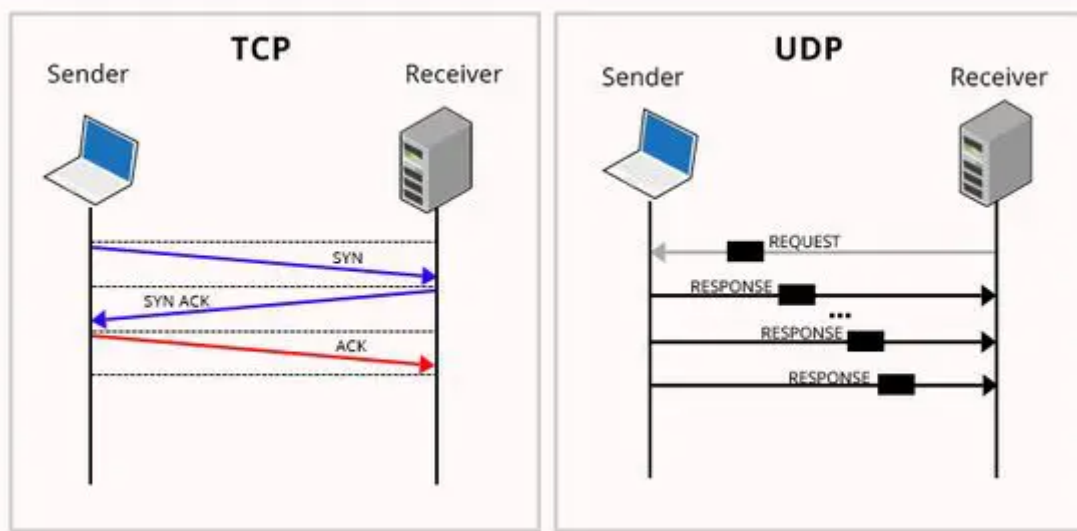 TCP
Sender
Receiver
SYN
SYN ACK
ACK
UDP
Sender
Receiver
REQUEST
RESPONSE
...
RESPONSE
RESPONSE